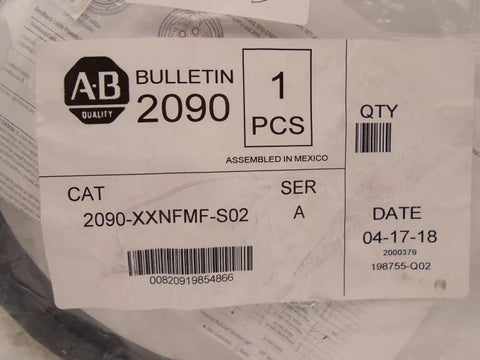 A-B
QUALITY
BULLETIN
2090
1
PCS
ASSEMBLED IN MEXICO
QTY
CAT
SER
2090-XXNFMF-S02
A
00820919854866
DATE
04-17-18
2000379
198755-Q02